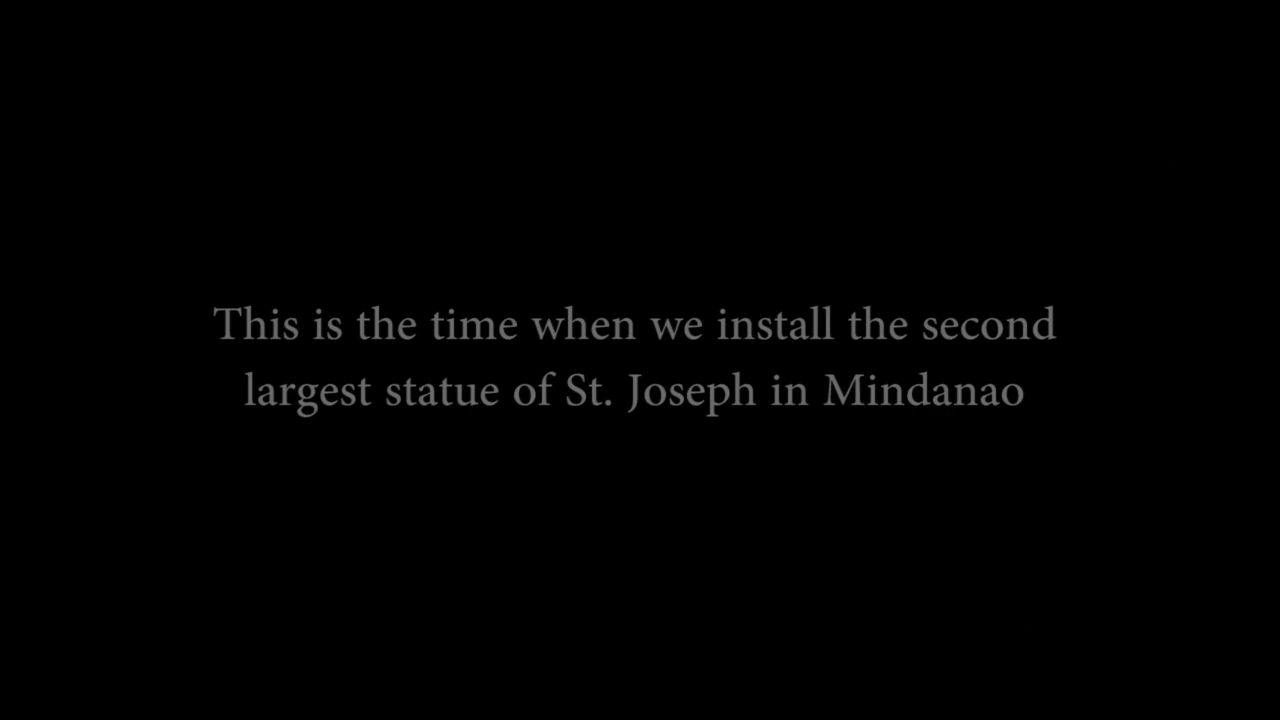 This is the time when we install the second
largest statue of St. Joseph in Mindanao